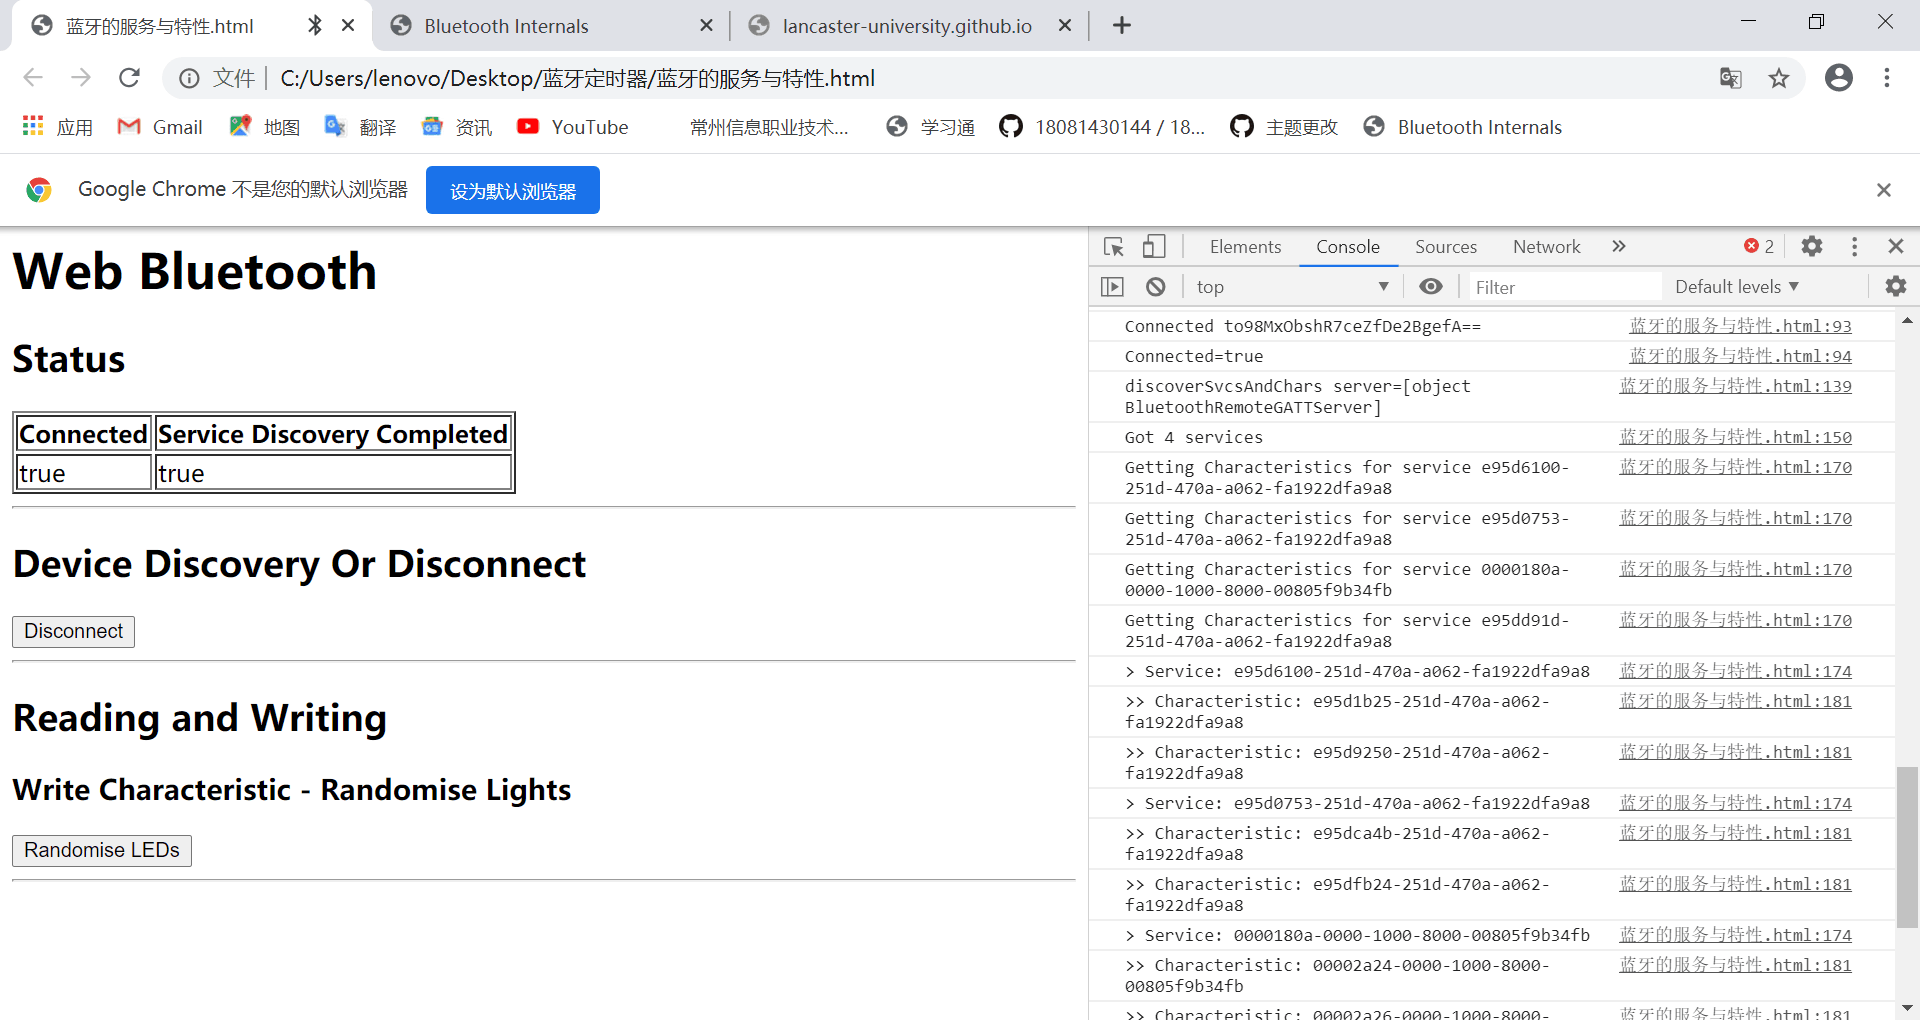 蓝牙的服务与特性.html
Bluetooth Internals
lancaster-university.github.io
文件 C:/Users/lenovo/Desktop/蓝牙定时器/蓝牙的服务与特性.html
应用 Gmail 地图 翻译 资讯 YouTube 常州信息职业技术... 学习通 18081430144 / 18... 主题更改 Bluetooth Internals
Google Chrome 不是您的默认浏览器 设为默认浏览器
Web Bluetooth
Status
Connected Service Discovery Completed
true true
Device Discovery Or Disconnect
Disconnect
Reading and Writing
Write Characteristic - Randomise Lights
Randomise LEDs
Elements Console Sources Network » 2
top Filter Default levels
Connected to98MxObshR7ceZfDe2BgefA== 蓝牙的服务与特性.html:93
Connected=true 蓝牙的服务与特性.html:94
discoverSvcsAndChars server=[object 蓝牙的服务与特性.html:139
BluetoothRemoteGATTServer]
Got 4 services 蓝牙的服务与特性.html:150
Getting Characteristics for service e95d6100- 蓝牙的服务与特性.html:170
251d-470a-a062-fa1922dfa9a8
Getting Characteristics for service e95d0753- 蓝牙的服务与特性.html:170
251d-470a-a062-fa1922dfa9a8
Getting Characteristics for service 0000180a- 蓝牙的服务与特性.html:170
0000-1000-8000-00805f9b34fb
Getting Characteristics for service e95dd91d- 蓝牙的服务与特性.html:170
251d-470a-a062-fa1922dfa9a8
> Service: e95d6100-251d-470a-a062-fa1922dfa9a8 蓝牙的服务与特性.html:174
>> Characteristic: e95d1b25-251d-470a-a062- 蓝牙的服务与特性.html:181
fa1922dfa9a8
>> Characteristic: e95d9250-251d-470a-a062- 蓝牙的服务与特性.html:181
fa1922dfa9a8
> Service: e95d0753-251d-470a-a062-fa1922dfa9a8 蓝牙的服务与特性.html:174
>> Characteristic: e95dca4b-251d-470a-a062- 蓝牙的服务与特性.html:181
fa1922dfa9a8
>> Characteristic: e95dfb24-251d-470a-a062- 蓝牙的服务与特性.html:181
fa1922dfa9a8
> Service: 0000180a-0000-1000-8000-00805f9b34fb 蓝牙的服务与特性.html:174
>> Characteristic: 00002a24-0000-1000-8000- 蓝牙的服务与特性.html:181
00805f9b34fb
>> Characteristic: 00002a26-0000-1000-8000- 蓝牙的服务与特性.html:181